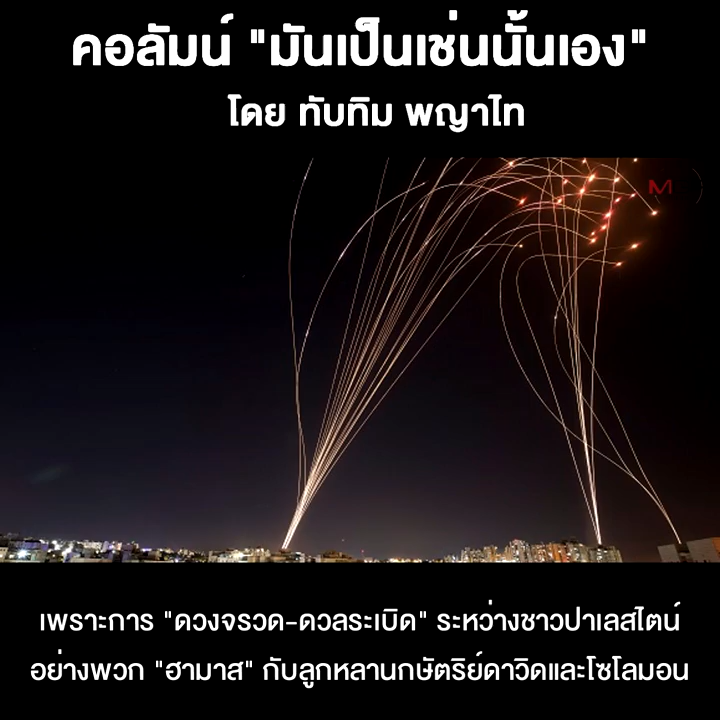 คอลัมน์ "มันเป็นเช่นนั้นเอง"
โดย ทับทิม พญาไท
M
เพราะการ "ดวงจรวด-ดวลระเบิด" ระหว่างชาวปาเลสไตน์
อย่างพวก "ฮามาส" กับลูกหลานกษัตริย์ดาวิดและโซโลมอน